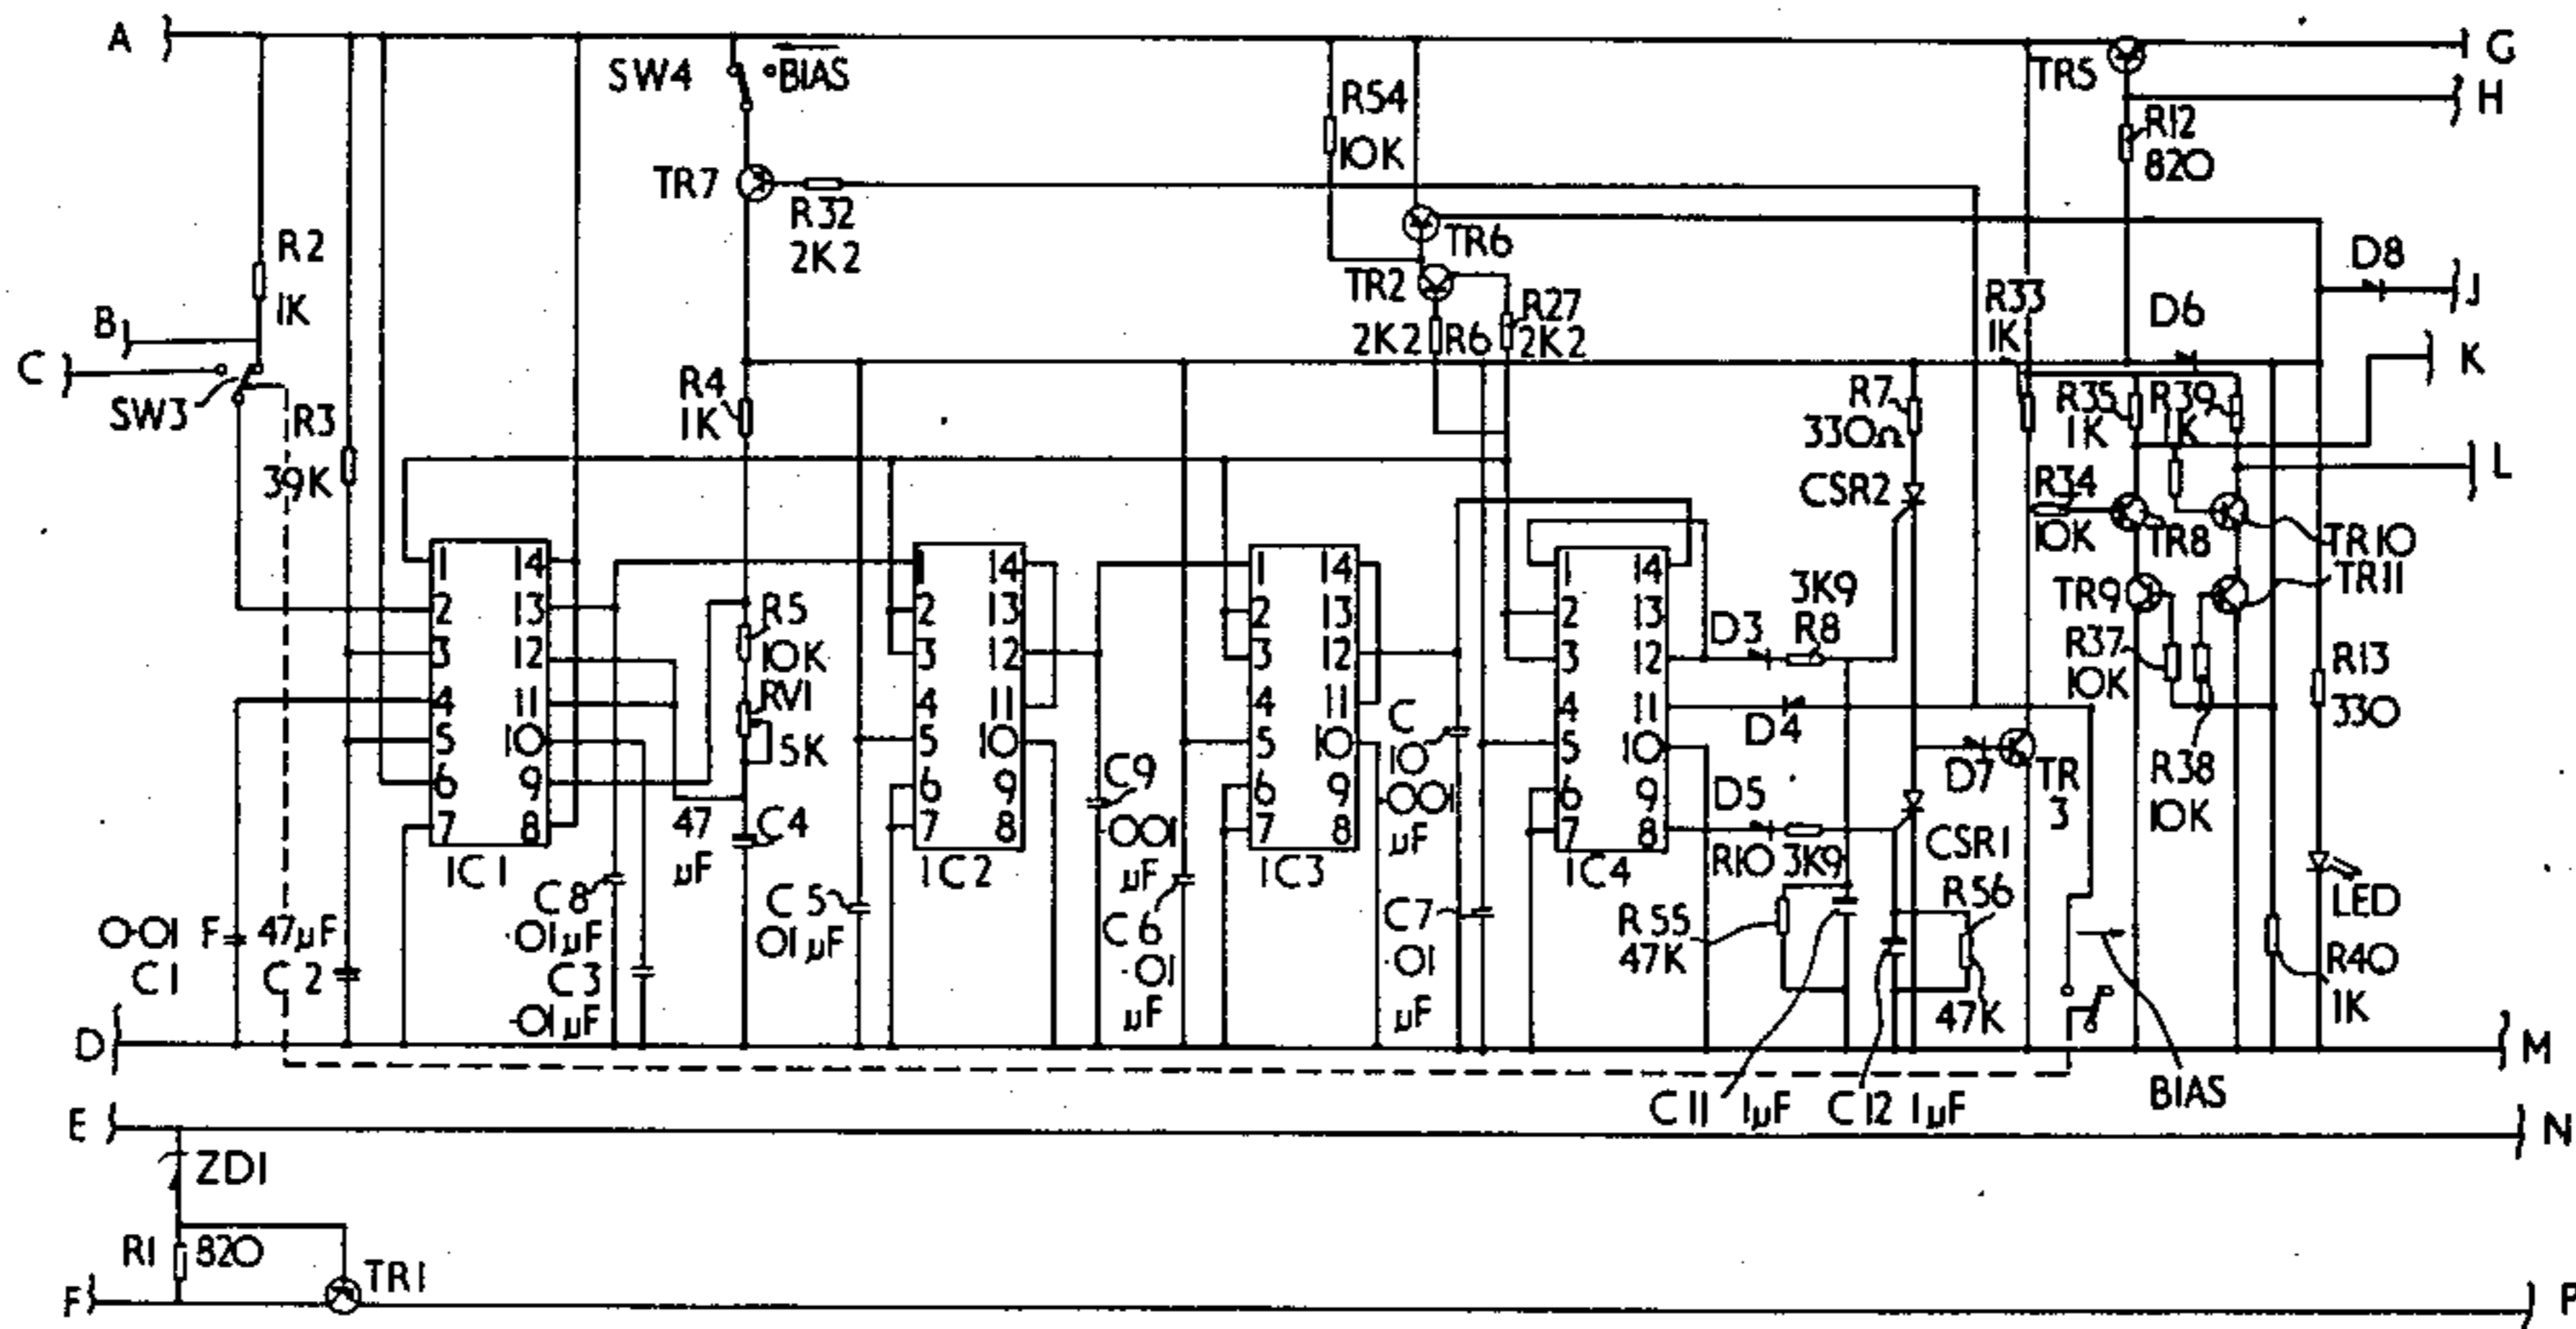 A
G
SW4
BIAS
TR5
H
R54
10K
R12
820
TR7
R32
2K2
TR6
R2
1K
TR2
D8
J
R33
1K
D6
B
C
2K2
R6
R27
2K2
K
SW3
R4
1K
R7
330Ω
R35
1K
R39
1K
R3
39K
CSR2
L
R34
10K
TR8
TR10
TR11
1
2
3
4
5
6
7
14
13
12
11
10
9
8
IC1
R5
10K
RV1
5K
1
2
3
4
5
6
7
14
13
12
11
10
9
8
IC2
1
2
3
4
5
6
7
14
13
12
11
10
9
8
IC3
1
2
3
4
5
6
7
14
13
12
11
10
9
8
IC4
D3
3K9
R8
TR9
R37
10K
R13
330
D4
C
10
·001
µF
D7
TR
3
R38
10K
C9
·001
µF
D5
R10
3K9
CSR1
47
µF
C4
C8
·01µF
C5
01µF
C6
·01
µF
C7
·01
µF
R55
47K
R56
47K
LED
R40
1K
0·01 F
C1
47µF
C2
C3
·01µF
D
M
C11 1µF
C12 1µF
BIAS
E
N
ZD1
R1
820
TR1
F
P